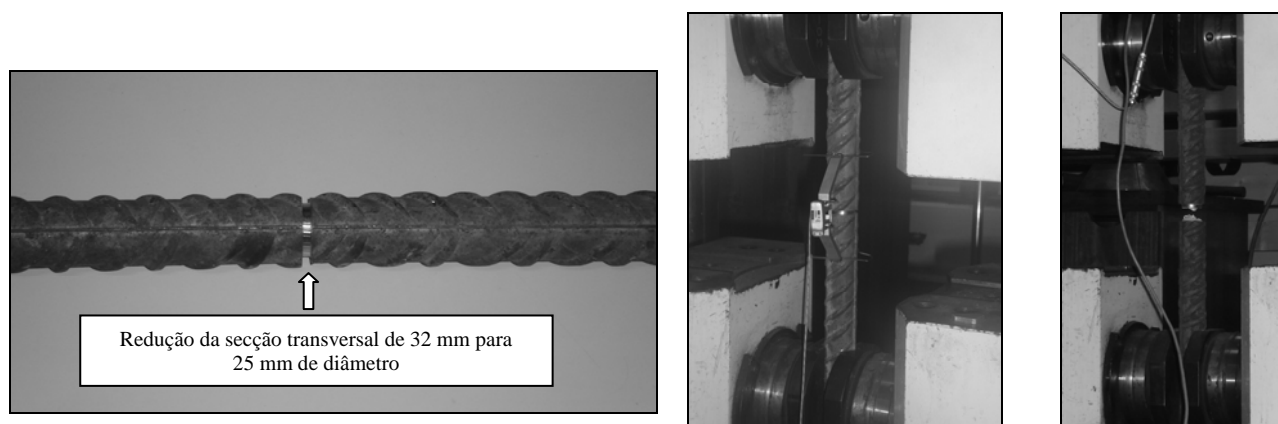 Redução da secção transversal de 32 mm para
25 mm de diâmetro